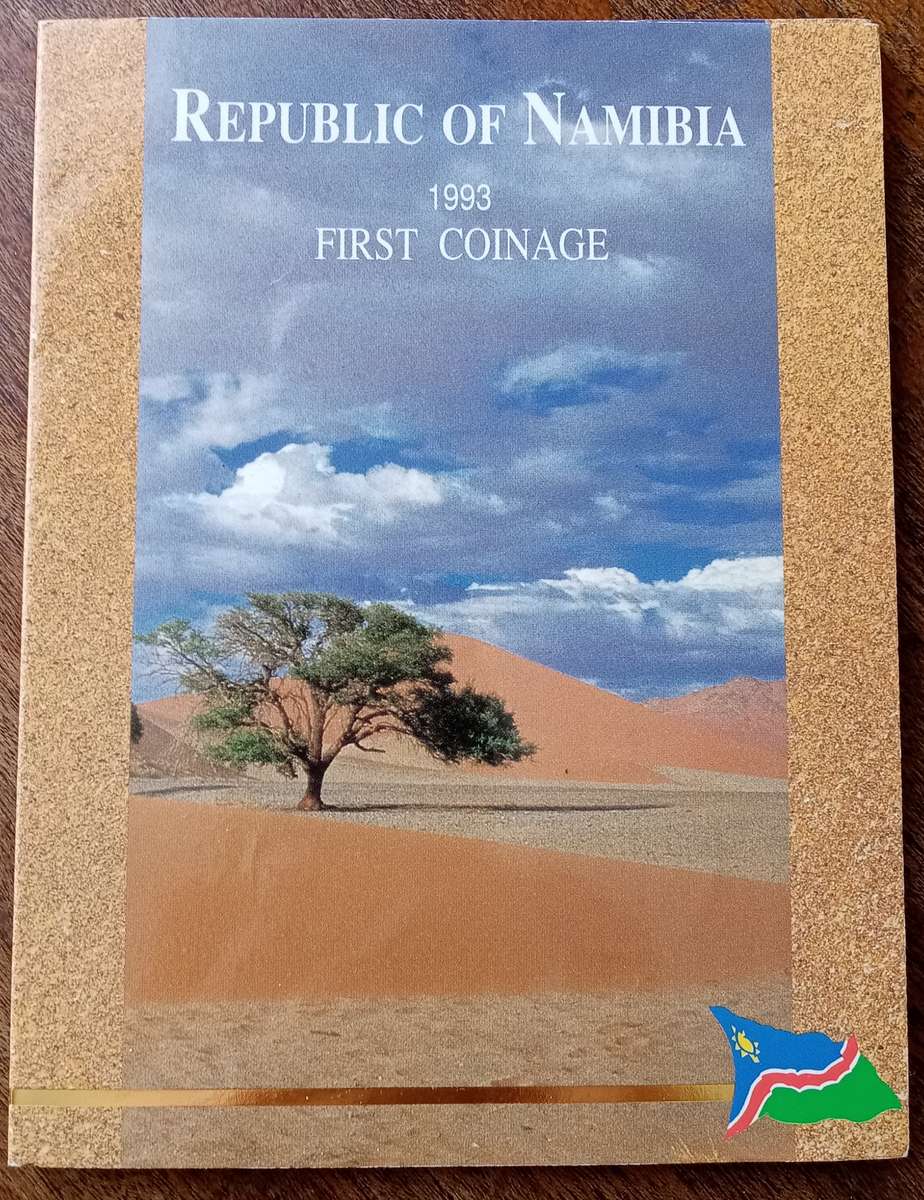 REPUBLIC OF NAMIBIA
1993
FIRST COINAGE